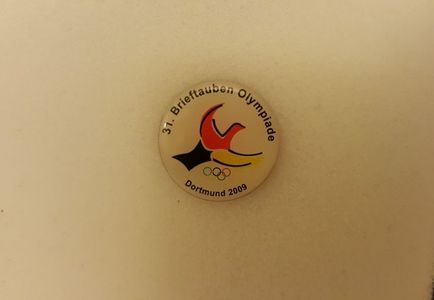 31. Brieftauben Olympiade
Dortmund 2009